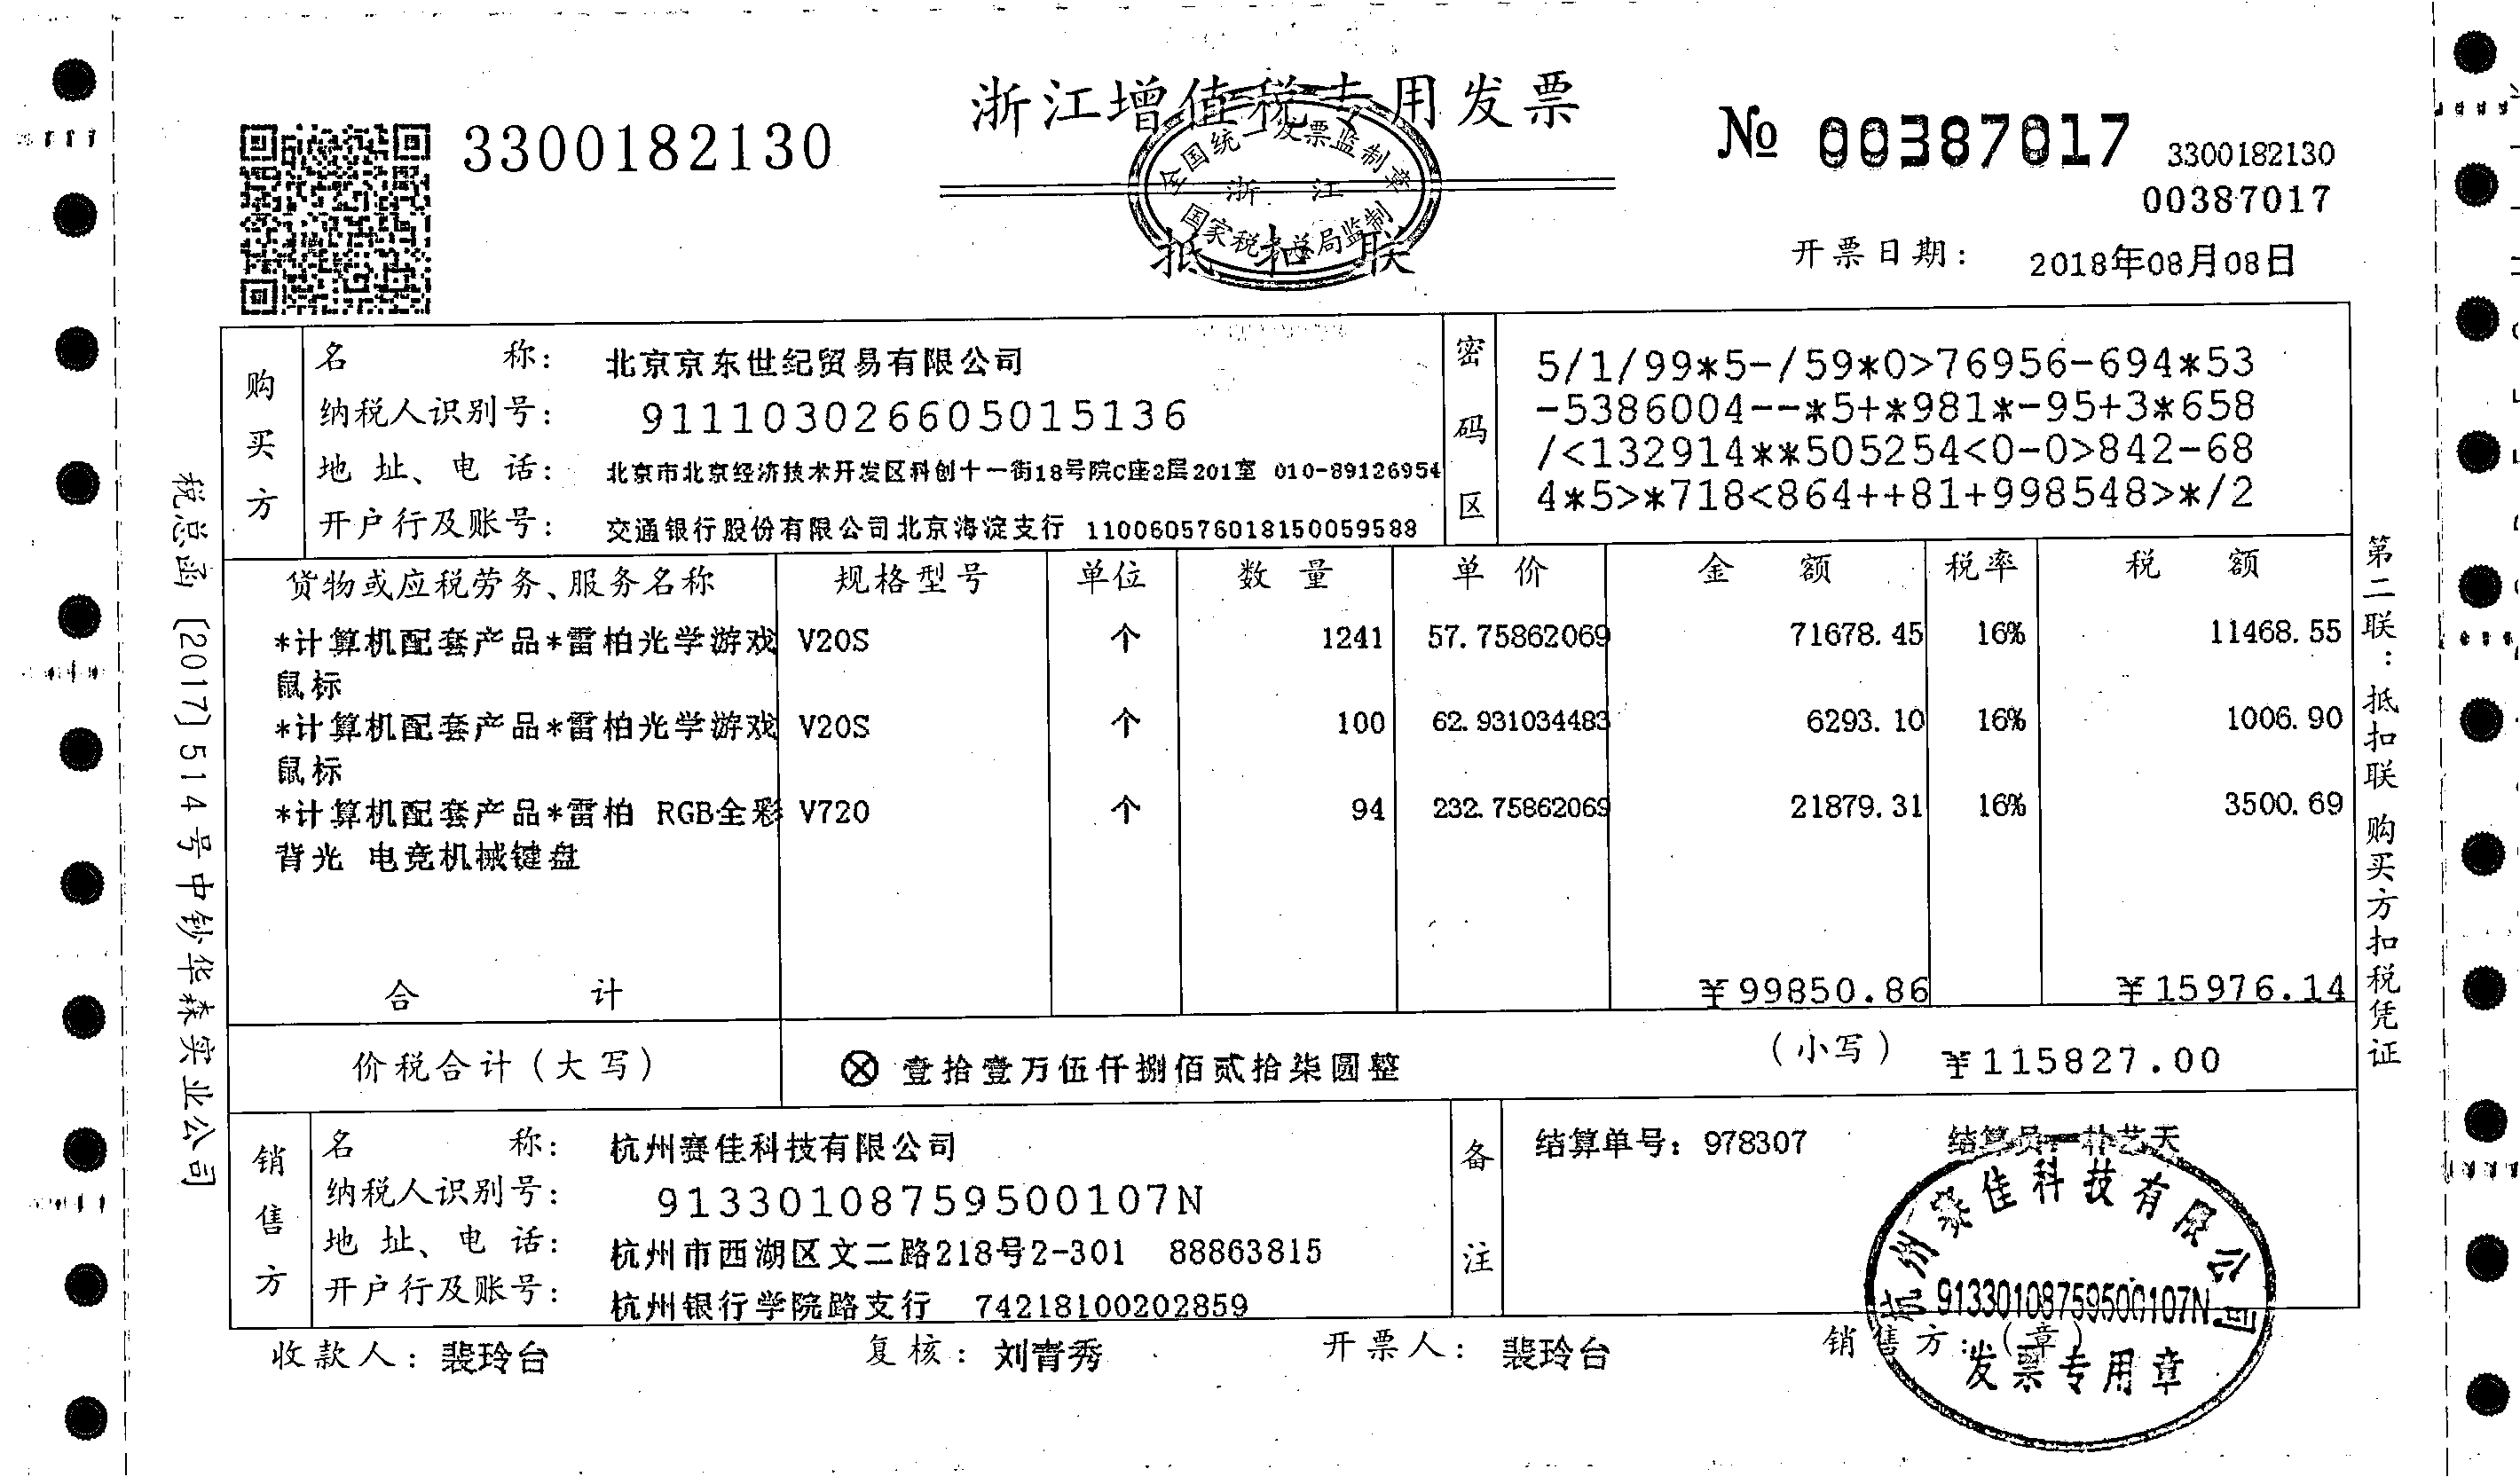 浙江增值税专用发票
3300182130
№ 00387017
3300182130
00387017
全国统一发票监制章
浙 江
国家税务总局监制
抵 扣 联
开票日期: 2018年08月08日
购买方
名 称: 北京京东世纪贸易有限公司
纳税人识别号: 911103026605015136
地 址、电 话: 北京市北京经济技术开发区科创十一街18号院C座2层201室 010-89126954
开户行及账号: 交通银行股份有限公司北京海淀支行 110060576018150059588
密码区
5/1/99*5-/59*0>76956-694*53
-5386004--*5+*981*-95+3*658
/<132914**505254<0-0>842-68
4*5>*718<864++81+998548>*/2
货物或应税劳务、服务名称 规格型号 单位 数 量 单 价 金 额 税率 税 额
*计算机配套产品*雷柏光学游戏 V20S 个 1241 57.75862069 71678.45 16% 11468.55
鼠标
*计算机配套产品*雷柏光学游戏 V20S 个 100 62.931034483 6293.10 16% 1006.90
鼠标
*计算机配套产品*雷柏 RGB全彩 V720 个 94 232.75862069 21879.31 16% 3500.69
背光 电竞机械键盘
合 计 ¥99850.86 ¥15976.14
价税合计(大写) ⊗ 壹拾壹万伍仟捌佰贰拾柒圆整 (小写) ¥115827.00
销售方
名 称: 杭州赛佳科技有限公司
纳税人识别号: 91330108759500107N
地 址、电 话: 杭州市西湖区文二路218号2-301 88863815
开户行及账号: 杭州银行学院路支行 74218100202859
备注
结算单号: 978307 结算员: 朴艺天
杭州赛佳科技有限公司
91330108759500107N
发票专用章
收款人: 裴玲台 复核: 刘青秀 开票人: 裴玲台 销售方:(章)
税总函〔2017〕514号中钞华森实业公司
第二联:抵扣联 购买方扣税凭证